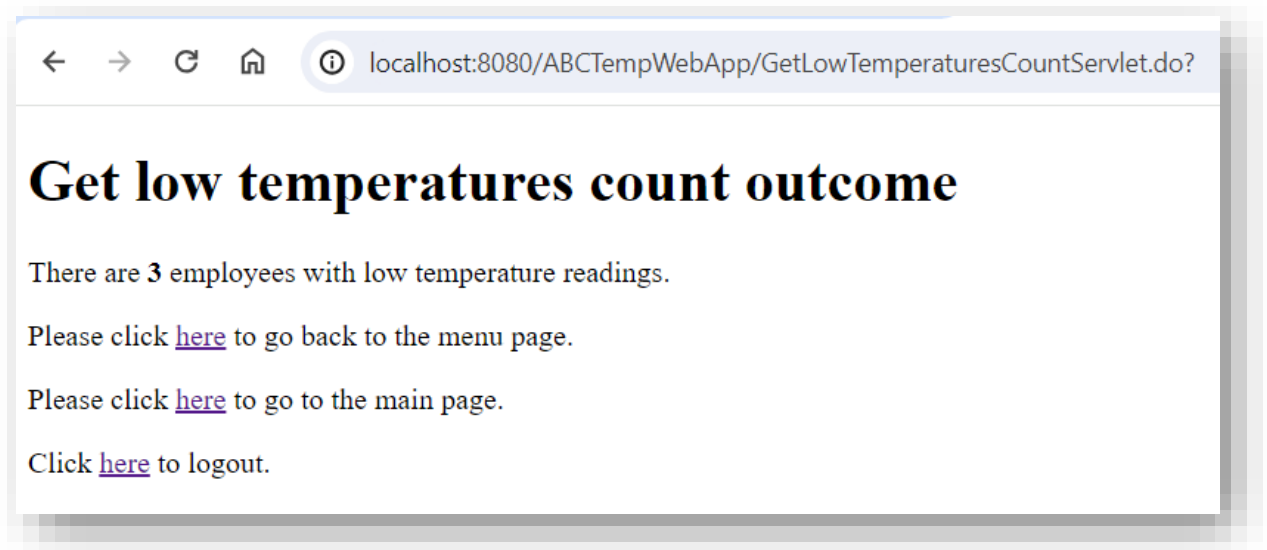 localhost:8080/ABCTempWebApp/GetLowTemperaturesCountServlet.do?
Get low temperatures count outcome
There are 3 employees with low temperature readings.
Please click here to go back to the menu page.
Please click here to go to the main page.
Click here to logout.